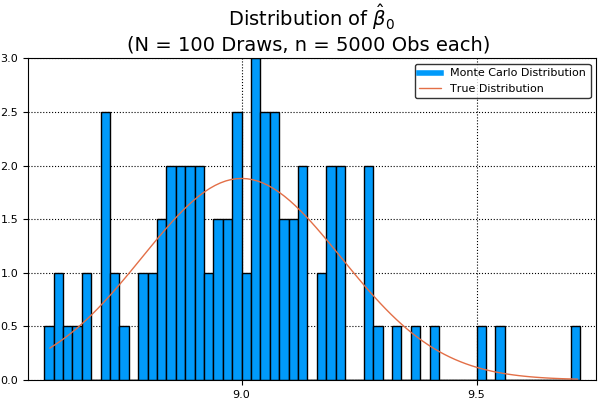 Distribution of β̂₀
(N = 100 Draws, n = 5000 Obs each)
3.0
Monte Carlo Distribution
True Distribution
2.5
2.0
1.5
1.0
0.5
0.0
9.0 9.5